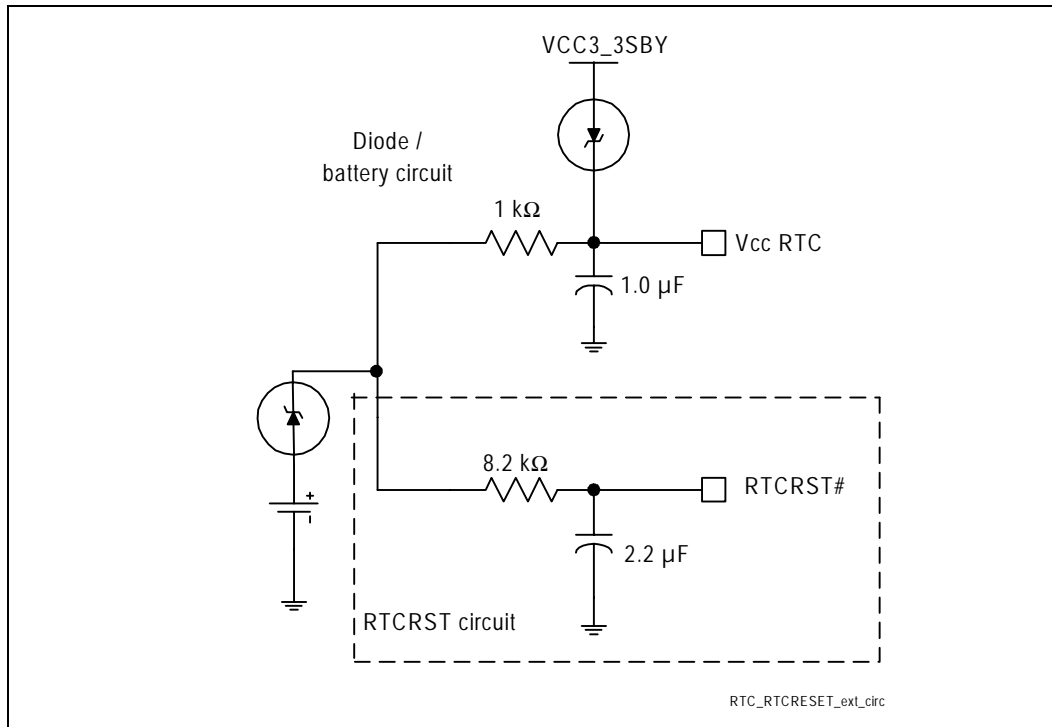 VCC3_3SBY
Diode /
battery circuit
1 kΩ
Vcc RTC
1.0 µF
8.2 kΩ
RTCRST#
+
-
2.2 µF
RTCRST circuit
RTC_RTCRESET_ext_circ